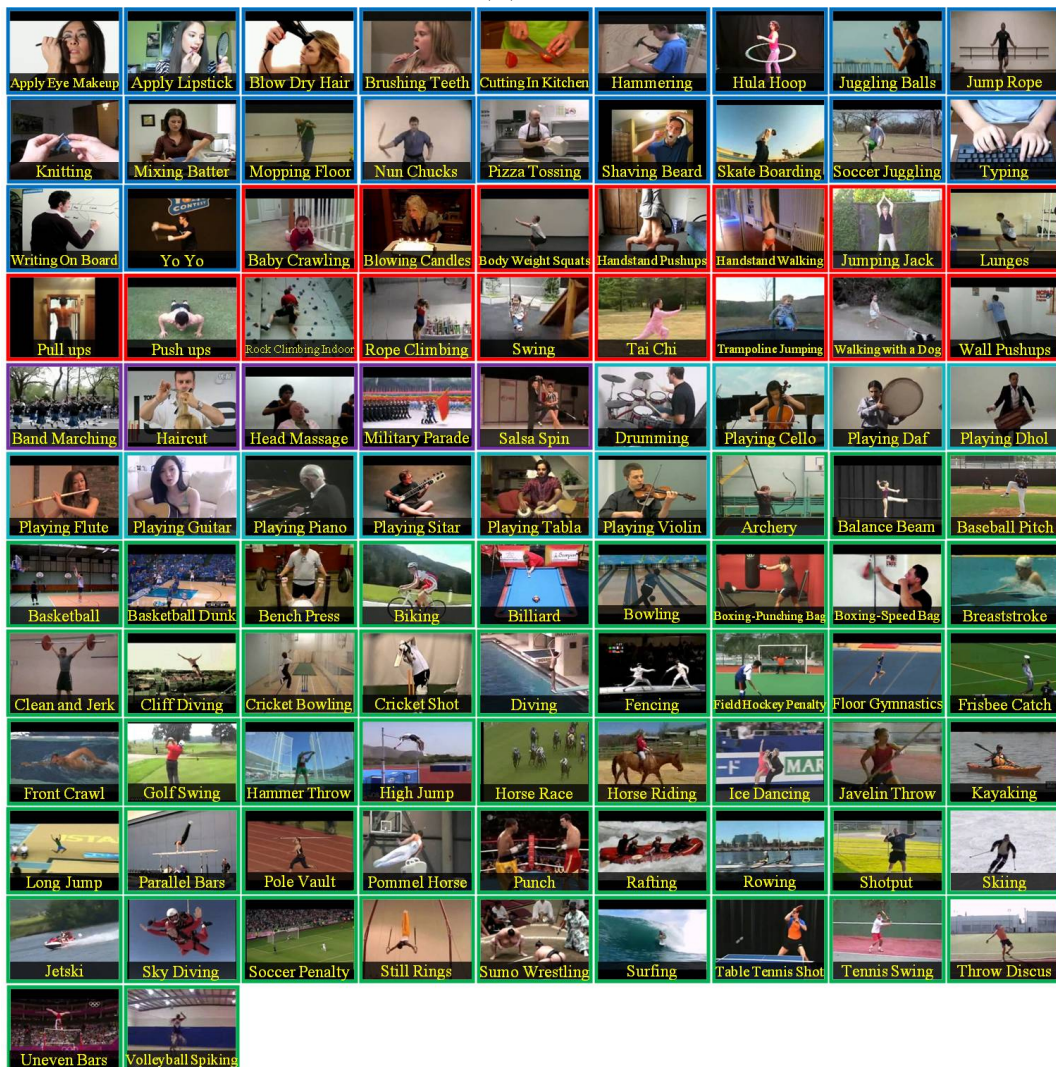 Apply Eye Makeup
Apply Lipstick
Blow Dry Hair
Brushing Teeth
Cutting In Kitchen
Hammering
Hula Hoop
Juggling Balls
Jump Rope
Knitting
Mixing Batter
Mopping Floor
Nun Chucks
Pizza Tossing
Shaving Beard
Skate Boarding
Soccer Juggling
Typing
Writing On Board
Yo Yo
Baby Crawling
Blowing Candles
Body Weight Squats
Handstand Pushups
Handstand Walking
Jumping Jack
Lunges
Pull ups
Push ups
Rock Climbing Indoor
Rope Climbing
Swing
Tai Chi
Trampoline Jumping
Walking with a Dog
Wall Pushups
Band Marching
Haircut
Head Massage
Military Parade
Salsa Spin
Drumming
Playing Cello
Playing Daf
Playing Dhol
Playing Flute
Playing Guitar
Playing Piano
Playing Sitar
Playing Tabla
Playing Violin
Archery
Balance Beam
Baseball Pitch
Basketball
Basketball Dunk
Bench Press
Biking
Billiard
Bowling
Boxing-Punching Bag
Boxing-Speed Bag
Breaststroke
Clean and Jerk
Cliff Diving
Cricket Bowling
Cricket Shot
Diving
Fencing
Field Hockey Penalty
Floor Gymnastics
Frisbee Catch
Front Crawl
Golf Swing
Hammer Throw
High Jump
Horse Race
Horse Riding
MAR
Ice Dancing
Javelin Throw
Kayaking
Long Jump
Parallel Bars
Pole Vault
Pommel Horse
Punch
Rafting
Rowing
Shotput
Skiing
Jetski
Sky Diving
Soccer Penalty
Still Rings
Sumo Wrestling
Surfing
Table Tennis Shot
Tennis Swing
Throw Discus
Uneven Bars
Volleyball Spiking